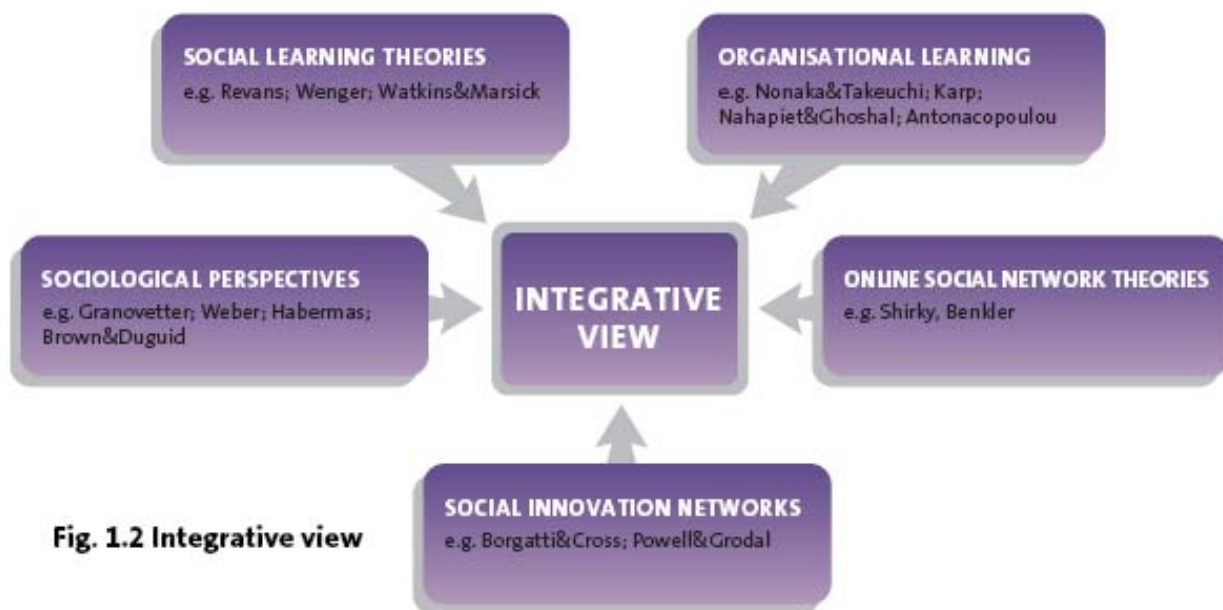 SOCIAL LEARNING THEORIES
e.g. Revans; Wenger; Watkins&Marsick
ORGANISATIONAL LEARNING
e.g. Nonaka&Takeuchi; Karp;
Nahapiet&Ghoshal; Antonacopoulou
SOCIOLOGICAL PERSPECTIVES
e.g. Granovetter; Weber; Habermas;
Brown&Duguid
INTEGRATIVE
VIEW
ONLINE SOCIAL NETWORK THEORIES
e.g. Shirky, Benkler
SOCIAL INNOVATION NETWORKS
e.g. Borgatti&Cross; Powell&Grodal
Fig. 1.2 Integrative view